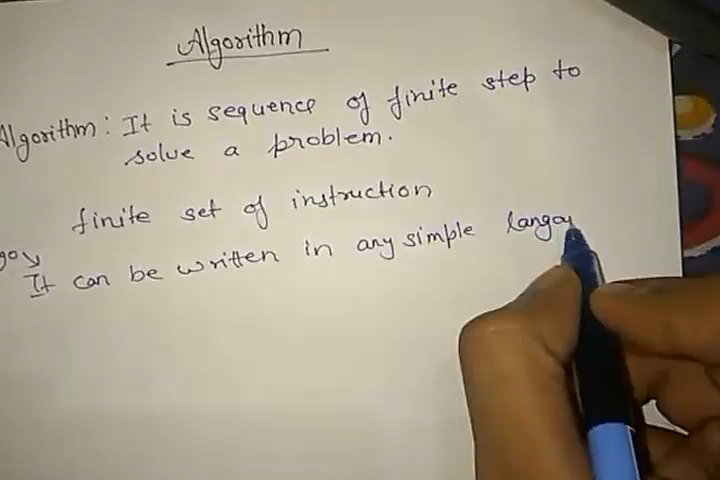 Algorithm
Algorithm: It is sequence of finite step to
solve a problem.
finite set of instruction
It can be written in any simple